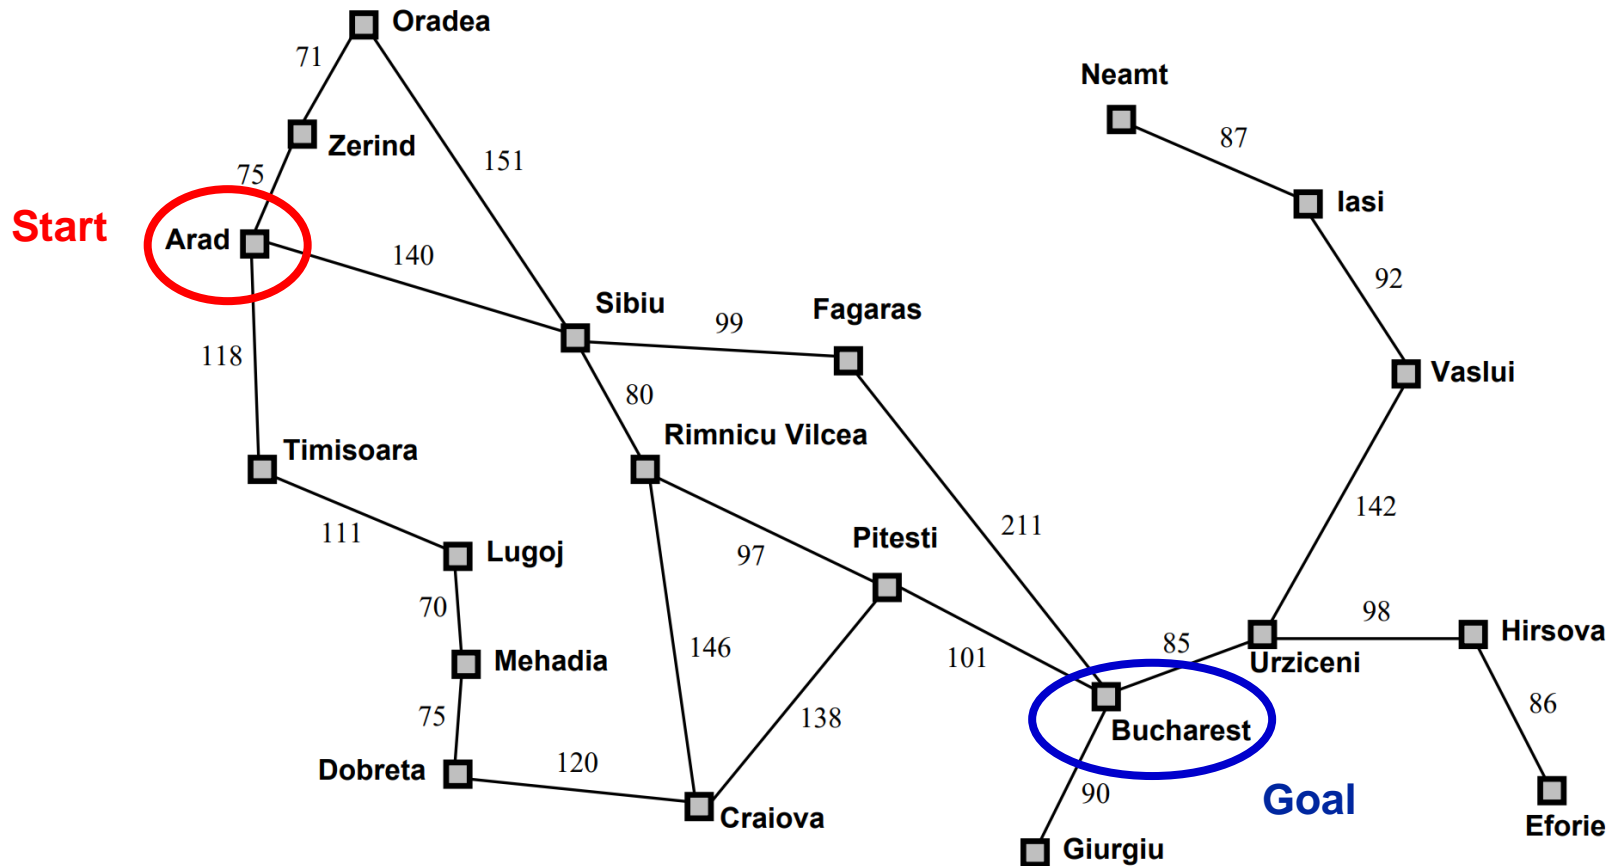 Oradea
71
Neamt
87
Zerind
151
75
Iasi
Start
Arad
140
92
Sibiu
Fagaras
99
118
Vaslui
80
Rimnicu Vilcea
Timisoara
142
211
111
Pitesti
Lugoj
97
70
98
Hirsova
146
85
Mehadia
101
Urziceni
75
138
86
Bucharest
120
Dobreta
90
Goal
Craiova
Eforie
Giurgiu